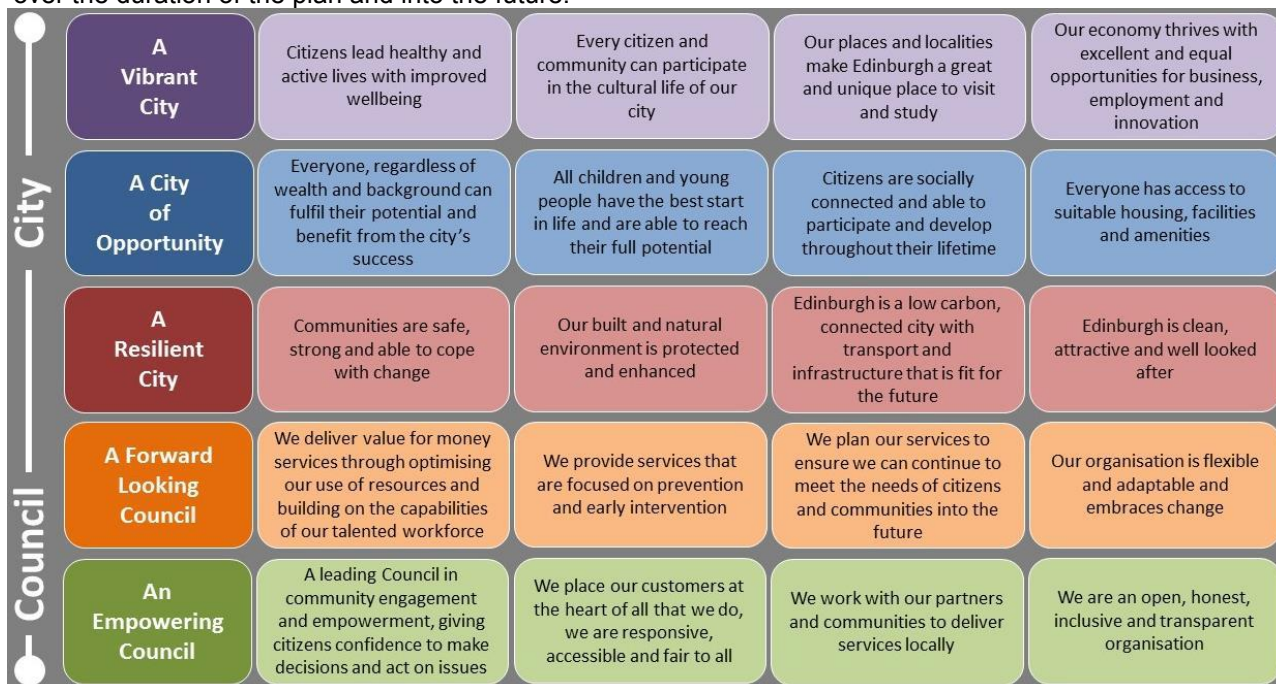 over the duration of the plan and into the future.
City
Council
A
Vibrant
City
Citizens lead healthy and
active lives with improved
wellbeing
Every citizen and
community can participate
in the cultural life of our
city
Our places and localities
make Edinburgh a great
and unique place to visit
and study
Our economy thrives with
excellent and equal
opportunities for business,
employment and
innovation
A City
of
Opportunity
Everyone, regardless of
wealth and background can
fulfil their potential and
benefit from the city's
success
All children and young
people have the best start
in life and are able to reach
their full potential
Citizens are socially
connected and able to
participate and develop
throughout their lifetime
Everyone has access to
suitable housing, facilities
and amenities
A
Resilient
City
Communities are safe,
strong and able to cope
with change
Our built and natural
environment is protected
and enhanced
Edinburgh is a low carbon,
connected city with
transport and
infrastructure that is fit for
the future
Edinburgh is clean,
attractive and well looked
after
A Forward
Looking
Council
We deliver value for money
services through optimising
our use of resources and
building on the capabilities
of our talented workforce
We provide services that
are focused on prevention
and early intervention
We plan our services to
ensure we can continue to
meet the needs of citizens
and communities into the
future
Our organisation is flexible
and adaptable and
embraces change
An
Empowering
Council
A leading Council in
community engagement
and empowerment, giving
citizens confidence to make
decisions and act on issues
We place our customers at
the heart of all that we do,
we are responsive,
accessible and fair to all
We work with our partners
and communities to deliver
services locally
We are an open, honest,
inclusive and transparent
organisation